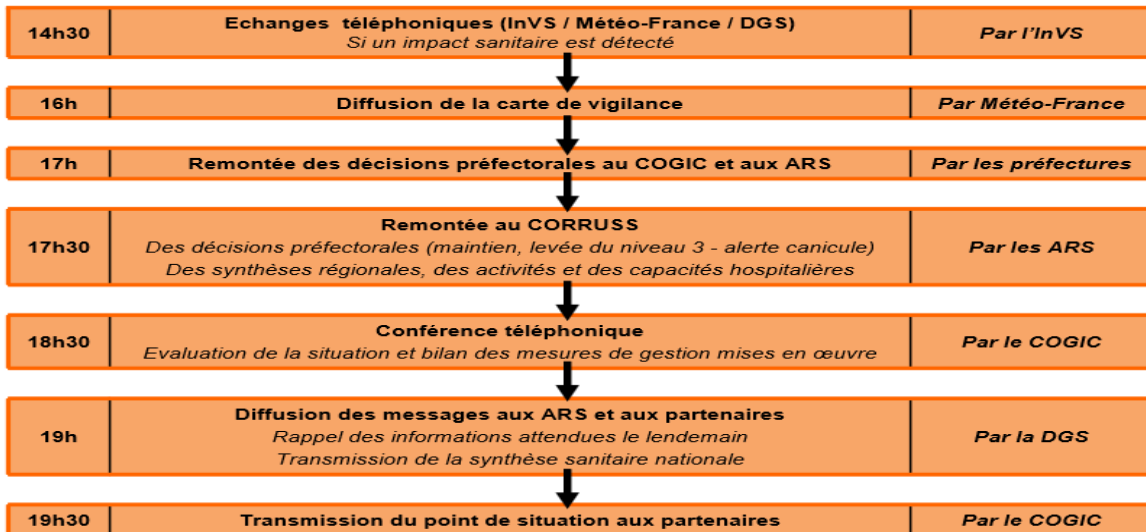 14h30
Echanges téléphoniques (InVS / Météo-France / DGS)
Si un impact sanitaire est détecté
Par l'InVS
16h
Diffusion de la carte de vigilance
Par Météo-France
17h
Remontée des décisions préfectorales au COGIC et aux ARS
Par les préfectures
17h30
Remontée au CORRUSS
Des décisions préfectorales (maintien, levée du niveau 3 - alerte canicule)
Des synthèses régionales, des activités et des capacités hospitalières
Par les ARS
18h30
Conférence téléphonique
Evaluation de la situation et bilan des mesures de gestion mises en œuvre
Par le COGIC
19h
Diffusion des messages aux ARS et aux partenaires
Rappel des informations attendues le lendemain
Transmission de la synthèse sanitaire nationale
Par la DGS
19h30
Transmission du point de situation aux partenaires
Par le COGIC